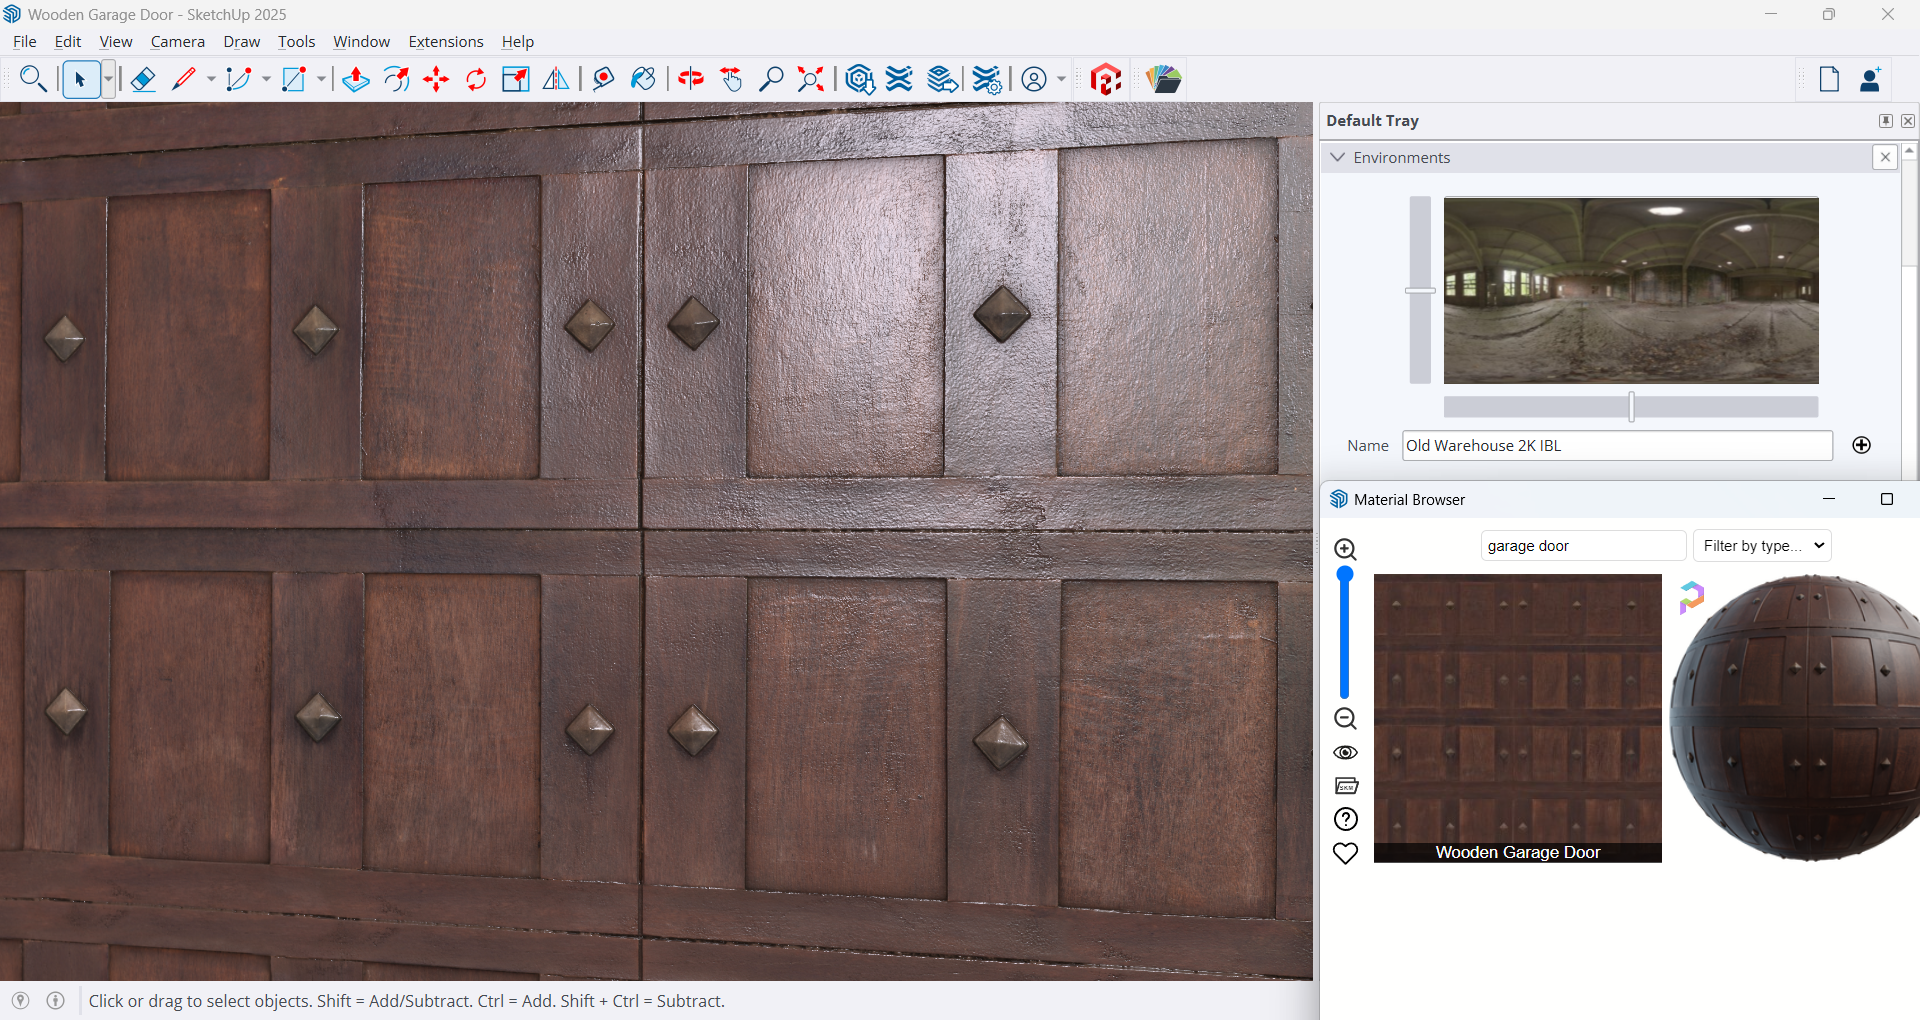 Wooden Garage Door - SketchUp 2025
File Edit View Camera Draw Tools Window Extensions Help
Default Tray
Environments
Name Old Warehouse 2K IBL
Material Browser
garage door Filter by type...
SKM
Wooden Garage Door
Click or drag to select objects. Shift = Add/Subtract. Ctrl = Add. Shift + Ctrl = Subtract.